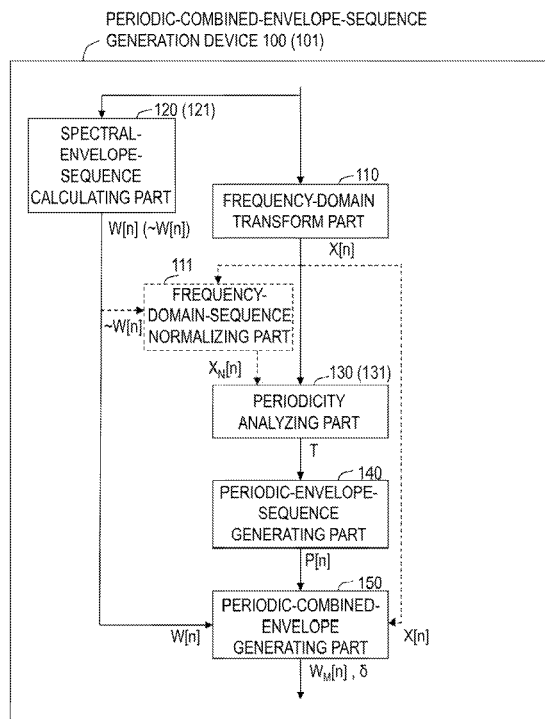 PERIODIC-COMBINED-ENVELOPE-SEQUENCE
GENERATION DEVICE 100 (101)
120 (121)
SPECTRAL-
ENVELOPE-
SEQUENCE
CALCULATING PART
110
FREQUENCY-DOMAIN
TRANSFORM PART
W[n] (~W[n])
X[n]
111
FREQUENCY-
DOMAIN-SEQUENCE
NORMALIZING PART
~W[n]
X_N[n]
130 (131)
PERIODICITY
ANALYZING PART
T
140
PERIODIC-ENVELOPE-
SEQUENCE
GENERATING PART
P[n]
150
PERIODIC-COMBINED-
ENVELOPE
GENERATING PART
W[n]
X[n]
W_M[n] , δ